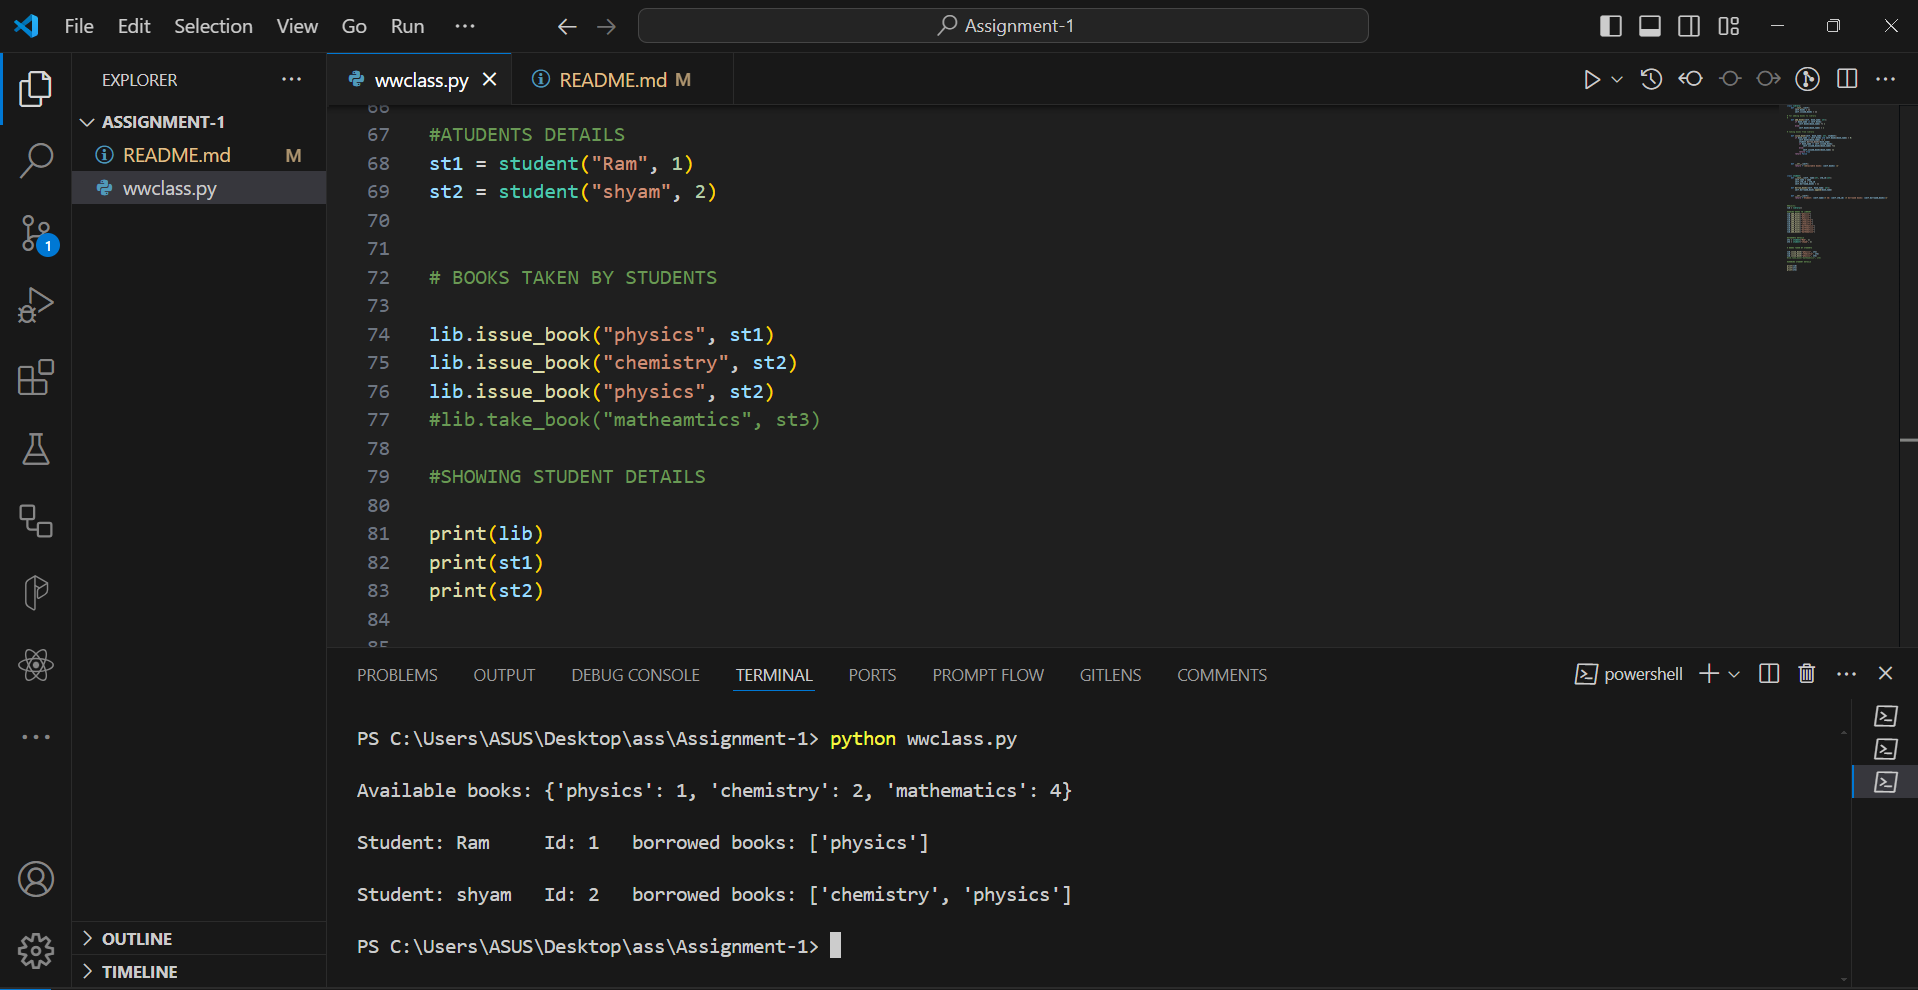 File Edit Selection View Go Run ...
Assignment-1
EXPLORER
ASSIGNMENT-1
README.md M
wwclass.py
1
OUTLINE
TIMELINE
wwclass.py
README.md M
66
67 #ATUDENTS DETAILS
68 st1 = student("Ram", 1)
69 st2 = student("shyam", 2)
70
71
72 # BOOKS TAKEN BY STUDENTS
73
74 lib.issue_book("physics", st1)
75 lib.issue_book("chemistry", st2)
76 lib.issue_book("physics", st2)
77 #lib.take_book("matheamtics", st3)
78
79 #SHOWING STUDENT DETAILS
80
81 print(lib)
82 print(st1)
83 print(st2)
84
85
PROBLEMS OUTPUT DEBUG CONSOLE TERMINAL PORTS PROMPT FLOW GITLENS COMMENTS
powershell
PS C:\Users\ASUS\Desktop\ass\Assignment-1> python wwclass.py
Available books: {'physics': 1, 'chemistry': 2, 'mathematics': 4}
Student: Ram Id: 1 borrowed books: ['physics']
Student: shyam Id: 2 borrowed books: ['chemistry', 'physics']
PS C:\Users\ASUS\Desktop\ass\Assignment-1>